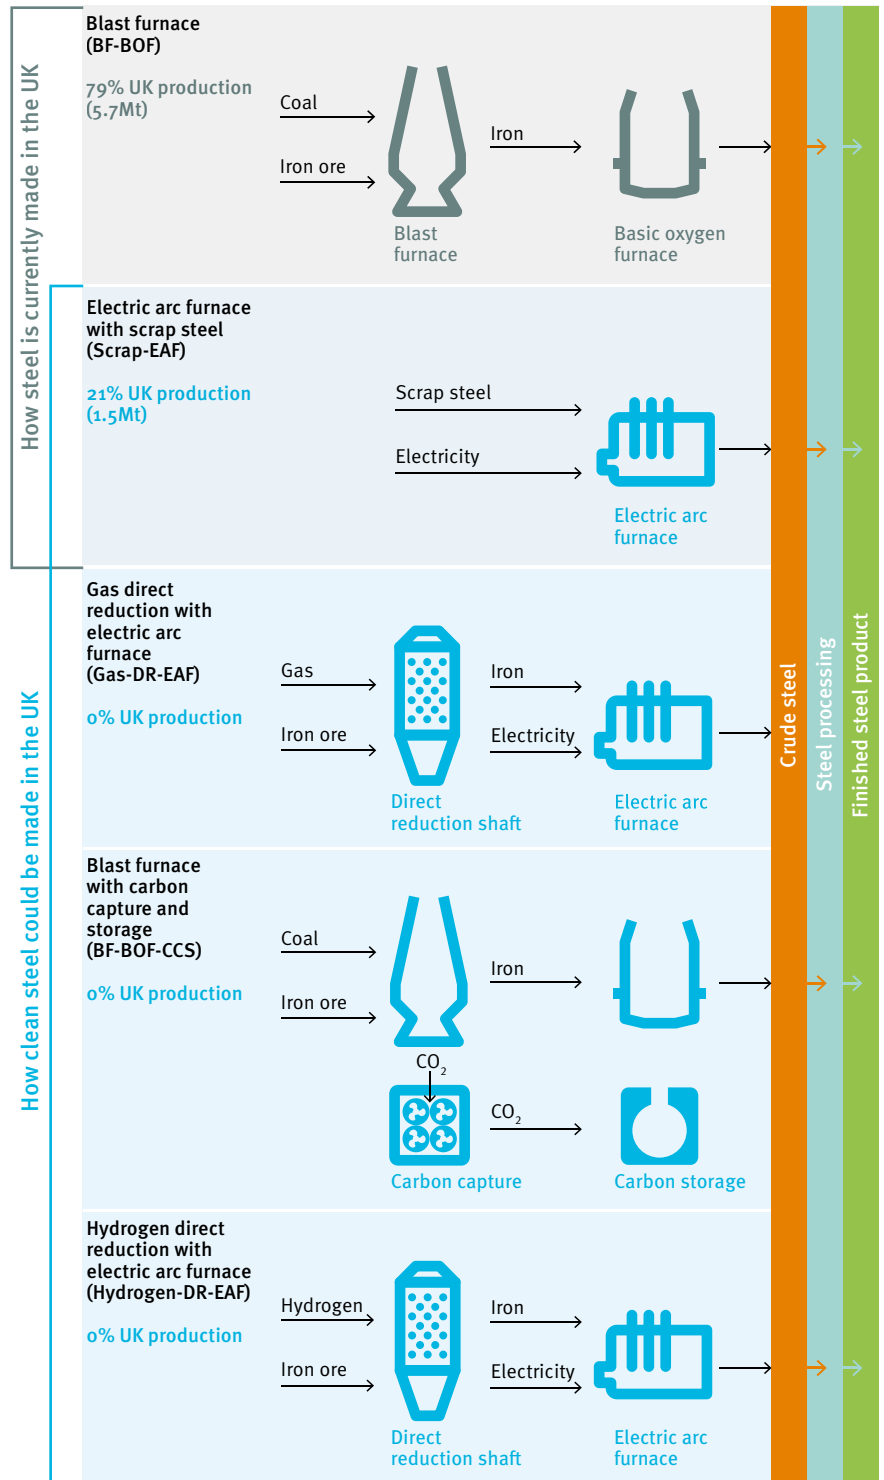 How steel is currently made in the UK
Blast furnace
(BF-BOF)
79% UK production
(5.7Mt)
Coal
Iron ore
Iron
Blast
furnace
Basic oxygen
furnace
Electric arc furnace
with scrap steel
(Scrap-EAF)
21% UK production
(1.5Mt)
Scrap steel
Electricity
Electric arc
furnace
How clean steel could be made in the UK
Gas direct
reduction with
electric arc
furnace
(Gas-DR-EAF)
0% UK production
Gas
Iron ore
Iron
Electricity
Direct
reduction shaft
Electric arc
furnace
Crude steel
Steel processing
Finished steel product
Blast furnace
with carbon
capture and
storage
(BF-BOF-CCS)
0% UK production
Coal
Iron ore
Iron
CO₂
CO₂
Carbon capture
Carbon storage
Hydrogen direct
reduction with
electric arc furnace
(Hydrogen-DR-EAF)
0% UK production
Hydrogen
Iron ore
Iron
Electricity
Direct
reduction shaft
Electric arc
furnace